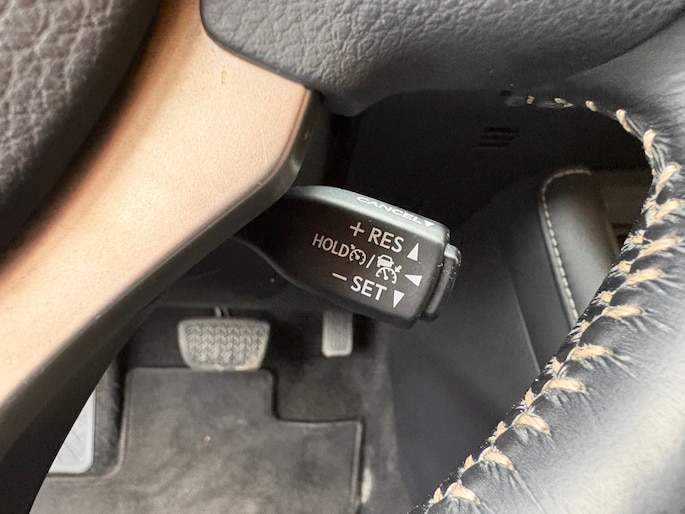 CANCEL▼
+ RES ▲
HOLD /
− SET ▼